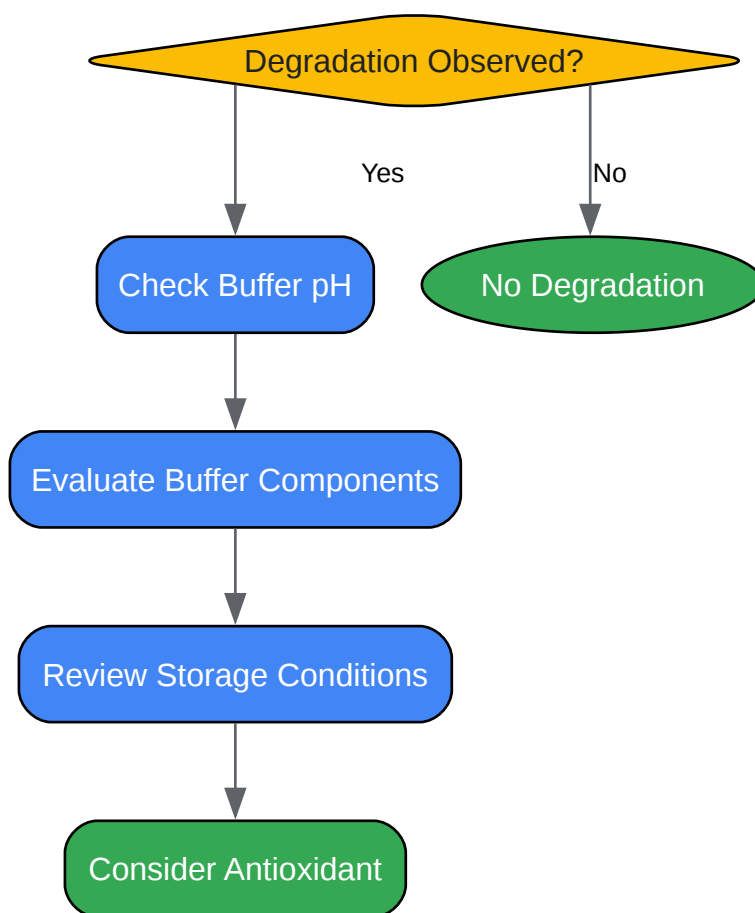 Degradation Observed?
Yes
No
Check Buffer pH
No Degradation
Evaluate Buffer Components
Review Storage Conditions
Consider Antioxidant